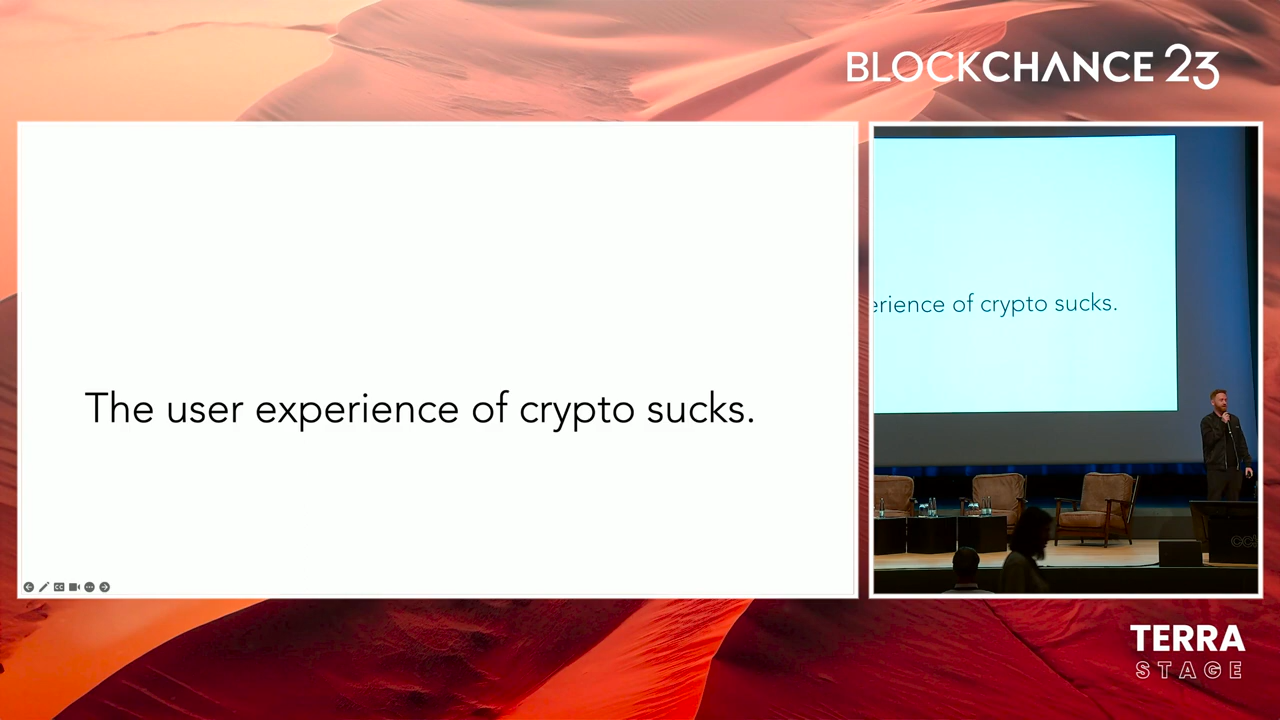 BLOCKCHANCE 23
The user experience of crypto sucks.
erience of crypto sucks.
TERRA
STAGE